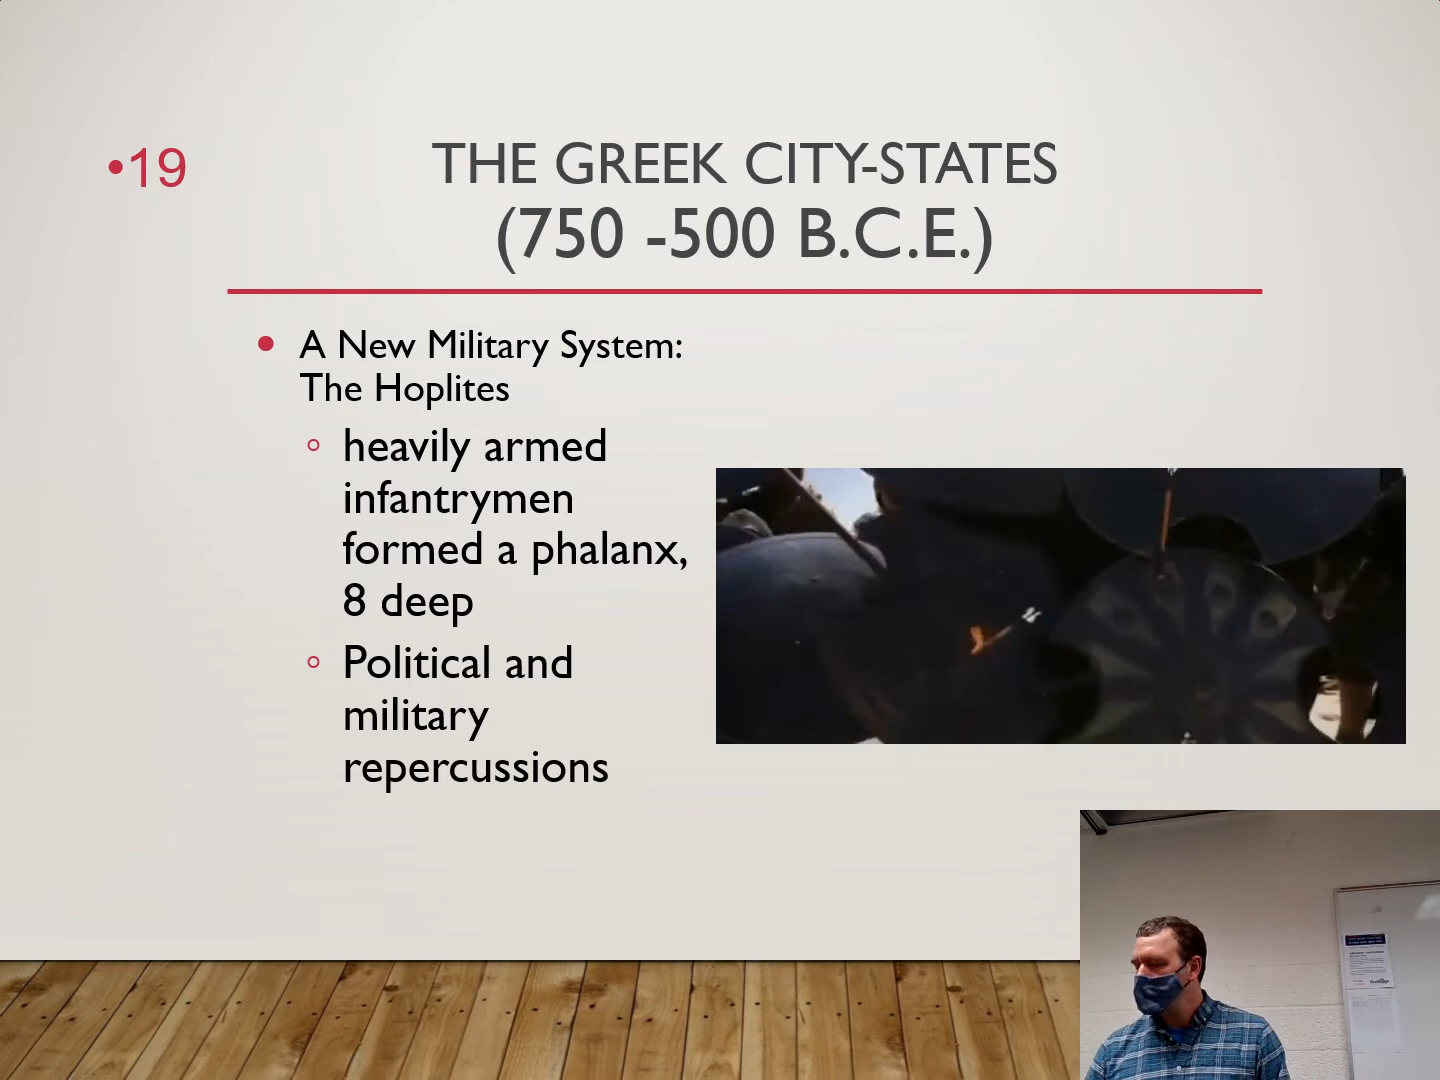 •19
THE GREEK CITY-STATES
(750 -500 B.C.E.)
• A New Military System:
The Hoplites
◦ heavily armed
infantrymen
formed a phalanx,
8 deep
◦ Political and
military
repercussions